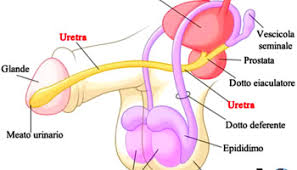 Uretra
Vescicola
seminale
Glande
Prostata
Dotto eiaculatore
Uretra
Dotto deferente
Meato urinario
Epididimo